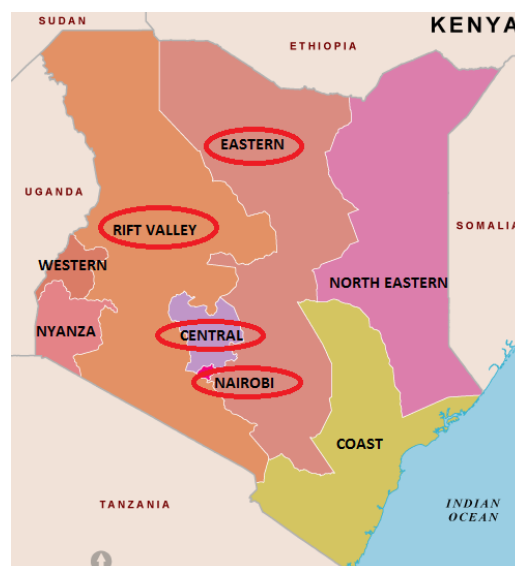 SUDAN
KENYA
ETHIOPIA
EASTERN
UGANDA
SOMALIA
RIFT VALLEY
WESTERN
NORTH EASTERN
NYANZA
CENTRAL
NAIROBI
COAST
TANZANIA
INDIAN
OCEAN